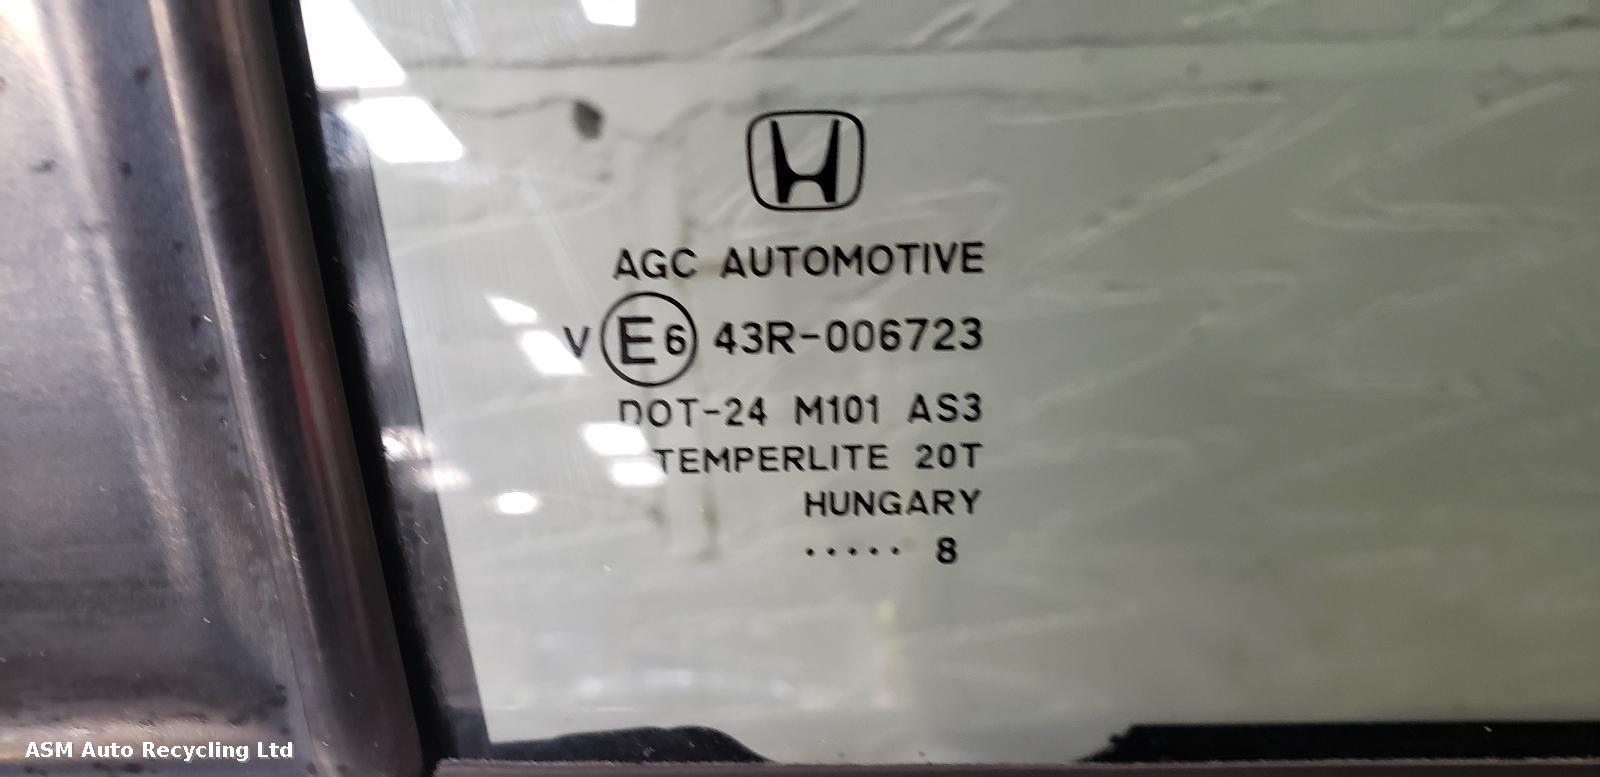 AGC AUTOMOTIVE
V E6 43R-006723
DOT-24 M101 AS3
TEMPERLITE 20T
HUNGARY
..... 8
ASM Auto Recycling Ltd